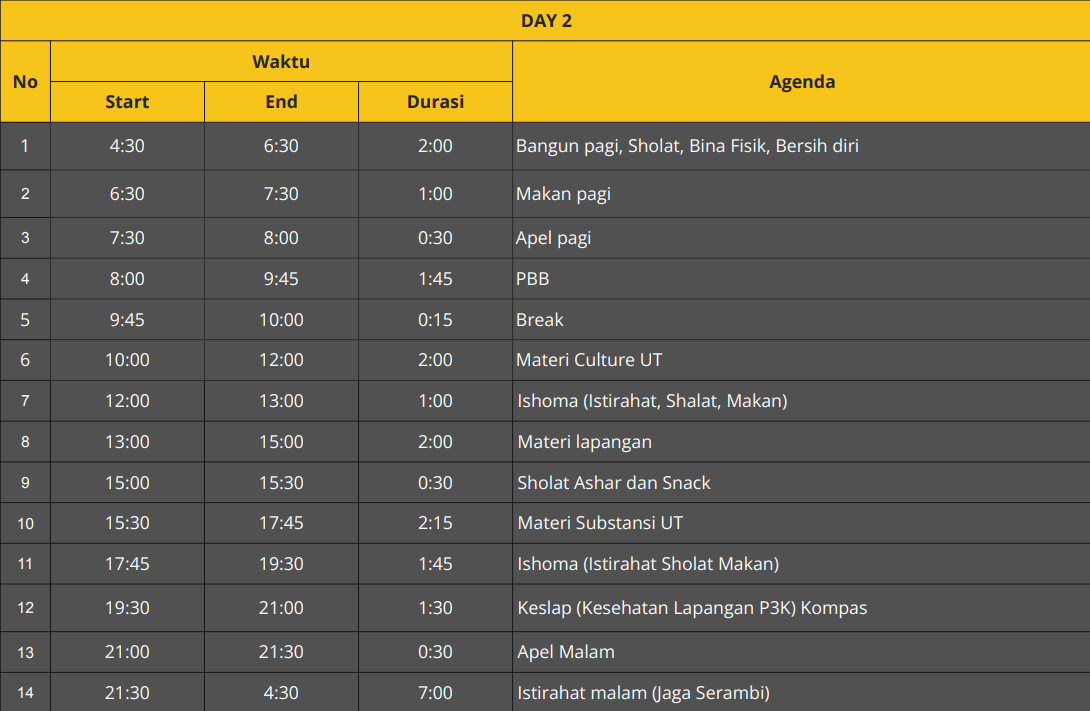 DAY 2
No Waktu Agenda
Start End Durasi
1 4:30 6:30 2:00 Bangun pagi, Sholat, Bina Fisik, Bersih diri
2 6:30 7:30 1:00 Makan pagi
3 7:30 8:00 0:30 Apel pagi
4 8:00 9:45 1:45 PBB
5 9:45 10:00 0:15 Break
6 10:00 12:00 2:00 Materi Culture UT
7 12:00 13:00 1:00 Ishoma (Istirahat, Shalat, Makan)
8 13:00 15:00 2:00 Materi lapangan
9 15:00 15:30 0:30 Sholat Ashar dan Snack
10 15:30 17:45 2:15 Materi Substansi UT
11 17:45 19:30 1:45 Ishoma (Istirahat Sholat Makan)
12 19:30 21:00 1:30 Keslap (Kesehatan Lapangan P3K) Kompas
13 21:00 21:30 0:30 Apel Malam
14 21:30 4:30 7:00 Istirahat malam (Jaga Serambi)